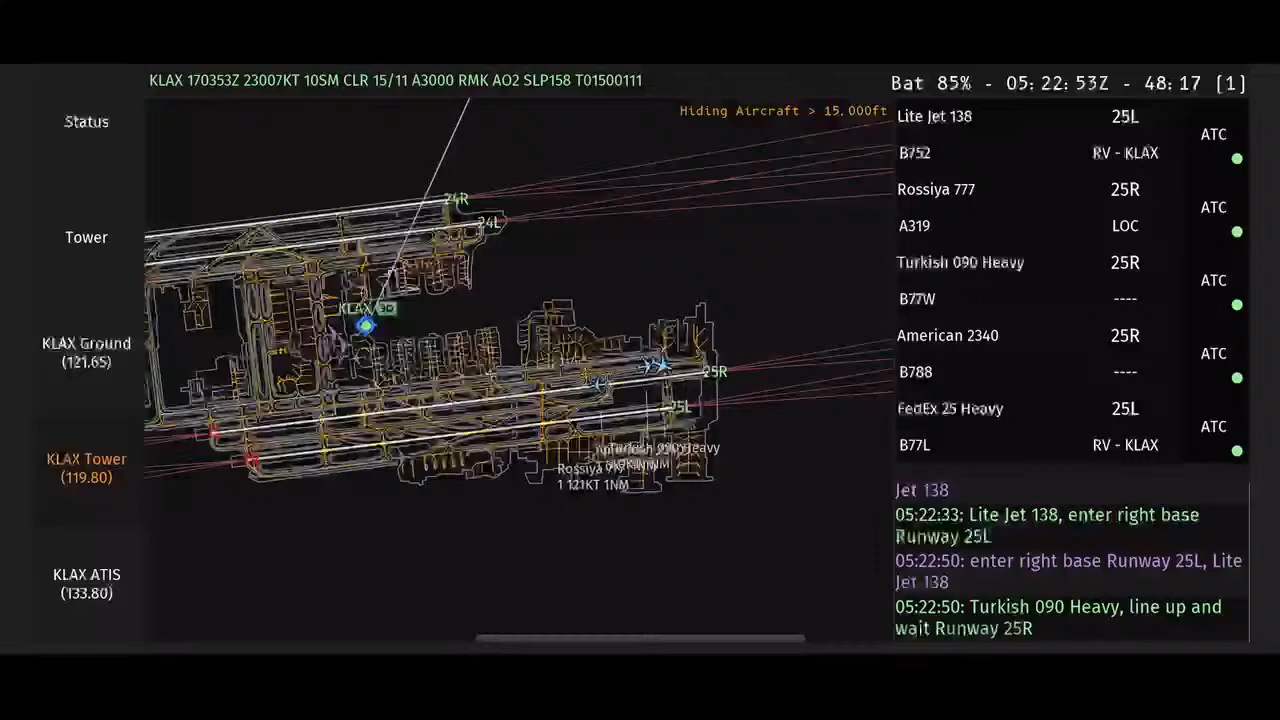 KLAX 170353Z 23007KT 10SM CLR 15/11 A3000 RMK AO2 SLP158 T01500111
Bat 85% - 05:22:53Z - 48:17 [1]
Hiding Aircraft > 15,000ft
Status
Tower
KLAX Ground
(121.65)
KLAX Tower
(119.80)
KLAX ATIS
(133.80)
24R
24L
KLAX
3D
25R
25L
Turkish 090 Heavy
Rossiya
1 121KT 1NM
Lite Jet 138 25L
ATC
B752 RV - KLAX
Rossiya 777 25R
ATC
A319 LOC
Turkish 090 Heavy 25R
ATC
B77W ----
American 2340 25R
ATC
B788 ----
FedEx 25 Heavy 25L
ATC
B77L RV - KLAX
Jet 138
05:22:33: Lite Jet 138, enter right base
Runway 25L
05:22:50: enter right base Runway 25L, Lite
Jet 138
05:22:50: Turkish 090 Heavy, line up and
wait Runway 25R